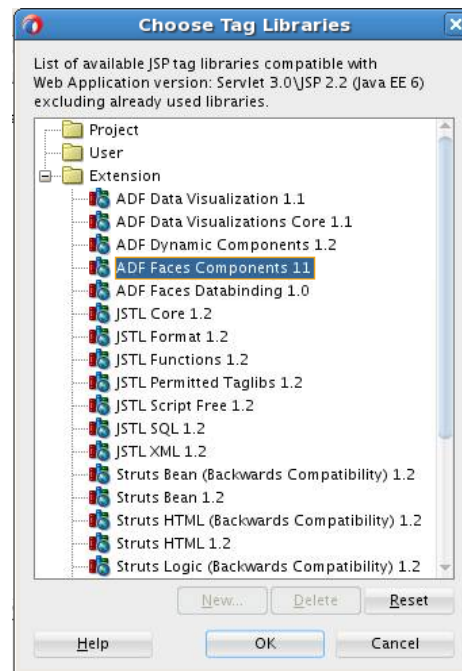 Choose Tag Libraries
List of available JSP tag libraries compatible with
Web Application version: Servlet 3.0\JSP 2.2 (Java EE 6)
excluding already used libraries.
Project
User
Extension
ADF Data Visualization 1.1
ADF Data Visualizations Core 1.1
ADF Dynamic Components 1.2
ADF Faces Components 11
ADF Faces Databinding 1.0
JSTL Core 1.2
JSTL Format 1.2
JSTL Functions 1.2
JSTL Permitted Taglibs 1.2
JSTL Script Free 1.2
JSTL SQL 1.2
JSTL XML 1.2
Struts Bean (Backwards Compatibility) 1.2
Struts Bean 1.2
Struts HTML (Backwards Compatibility) 1.2
Struts HTML 1.2
Struts Logic (Backwards Compatibility) 1.2
New... Delete Reset
Help OK Cancel